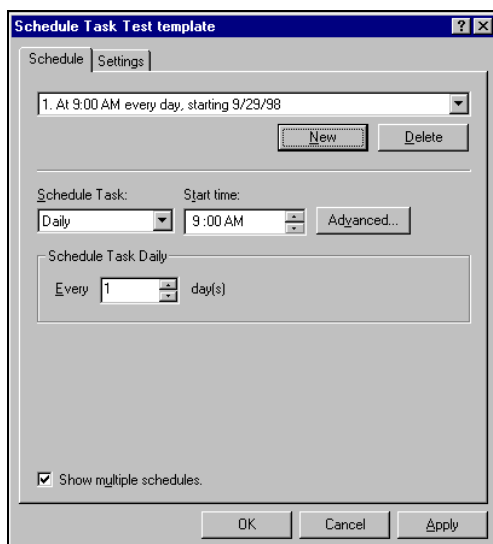 Schedule Task Test template
Schedule Settings
1. At 9:00 AM every day, starting 9/29/98
New Delete
Schedule Task: Start time:
Daily 9:00 AM Advanced...
Schedule Task Daily
Every 1 day(s)
Show multiple schedules.
OK Cancel Apply